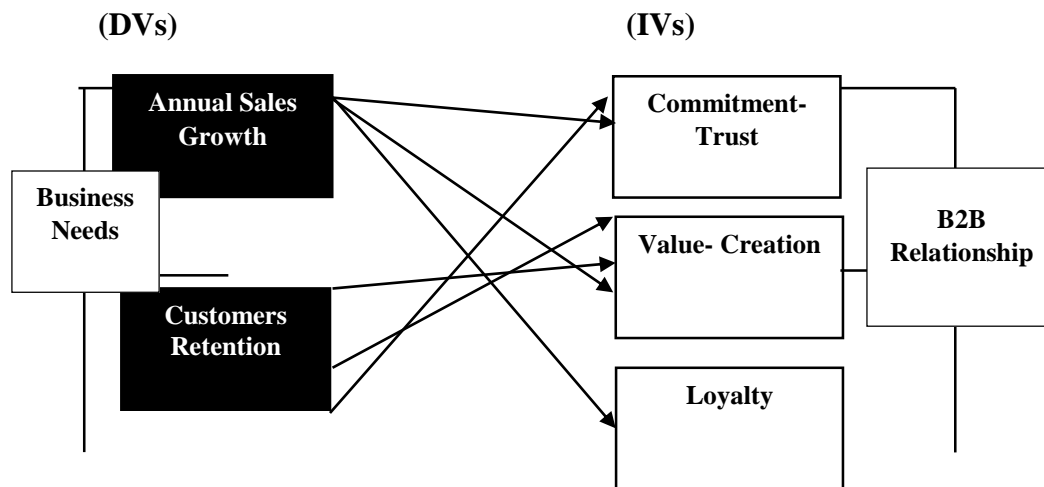 (DVs)
(IVs)
Annual Sales
Growth
Commitment-
Trust
Business
Needs
B2B
Relationship
Value- Creation
Customers
Retention
Loyalty